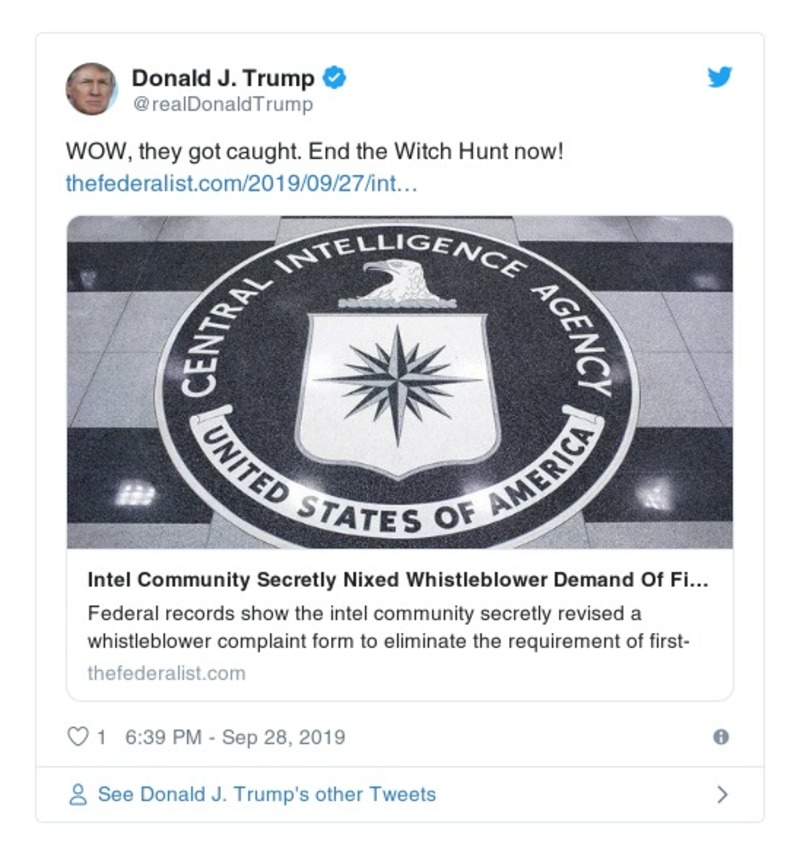 Donald J. Trump
@realDonaldTrump
WOW, they got caught. End the Witch Hunt now!
thefederalist.com/2019/09/27/int…
CENTRAL INTELLIGENCE AGENCY
UNITED STATES OF AMERICA
Intel Community Secretly Nixed Whistleblower Demand Of Fi...
Federal records show the intel community secretly revised a
whistleblower complaint form to eliminate the requirement of first-
thefederalist.com
1 6:39 PM - Sep 28, 2019
See Donald J. Trump's other Tweets